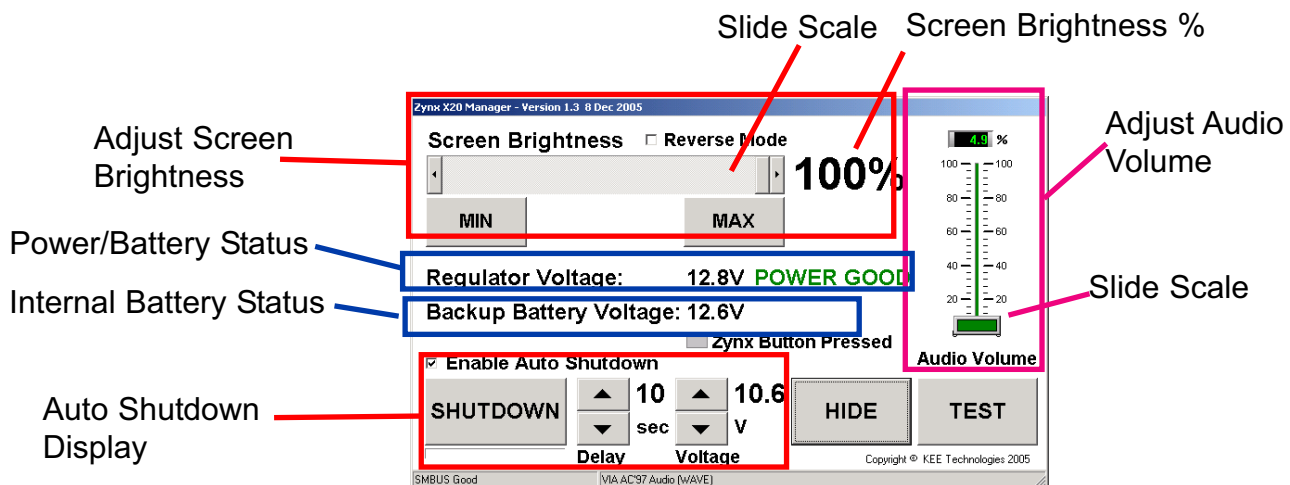 Slide Scale
Screen Brightness %
Zynx X20 Manager - Version 1.3 8 Dec 2005
Adjust Screen
Brightness
Screen Brightness
Reverse Mode
100%
MIN
MAX
4.9 %
100 100
80 80
60 60
40 40
20 20
Audio Volume
Adjust Audio
Volume
Slide Scale
Power/Battery Status
Regulator Voltage: 12.8V POWER GOOD
Internal Battery Status
Backup Battery Voltage: 12.6V
Zynx Button Pressed
Enable Auto Shutdown
Auto Shutdown
Display
SHUTDOWN
10
sec
Delay
10.6
V
Voltage
HIDE
TEST
Copyright © KEE Technologies 2005
SMBUS Good
VIA AC'97 Audio (WAVE)